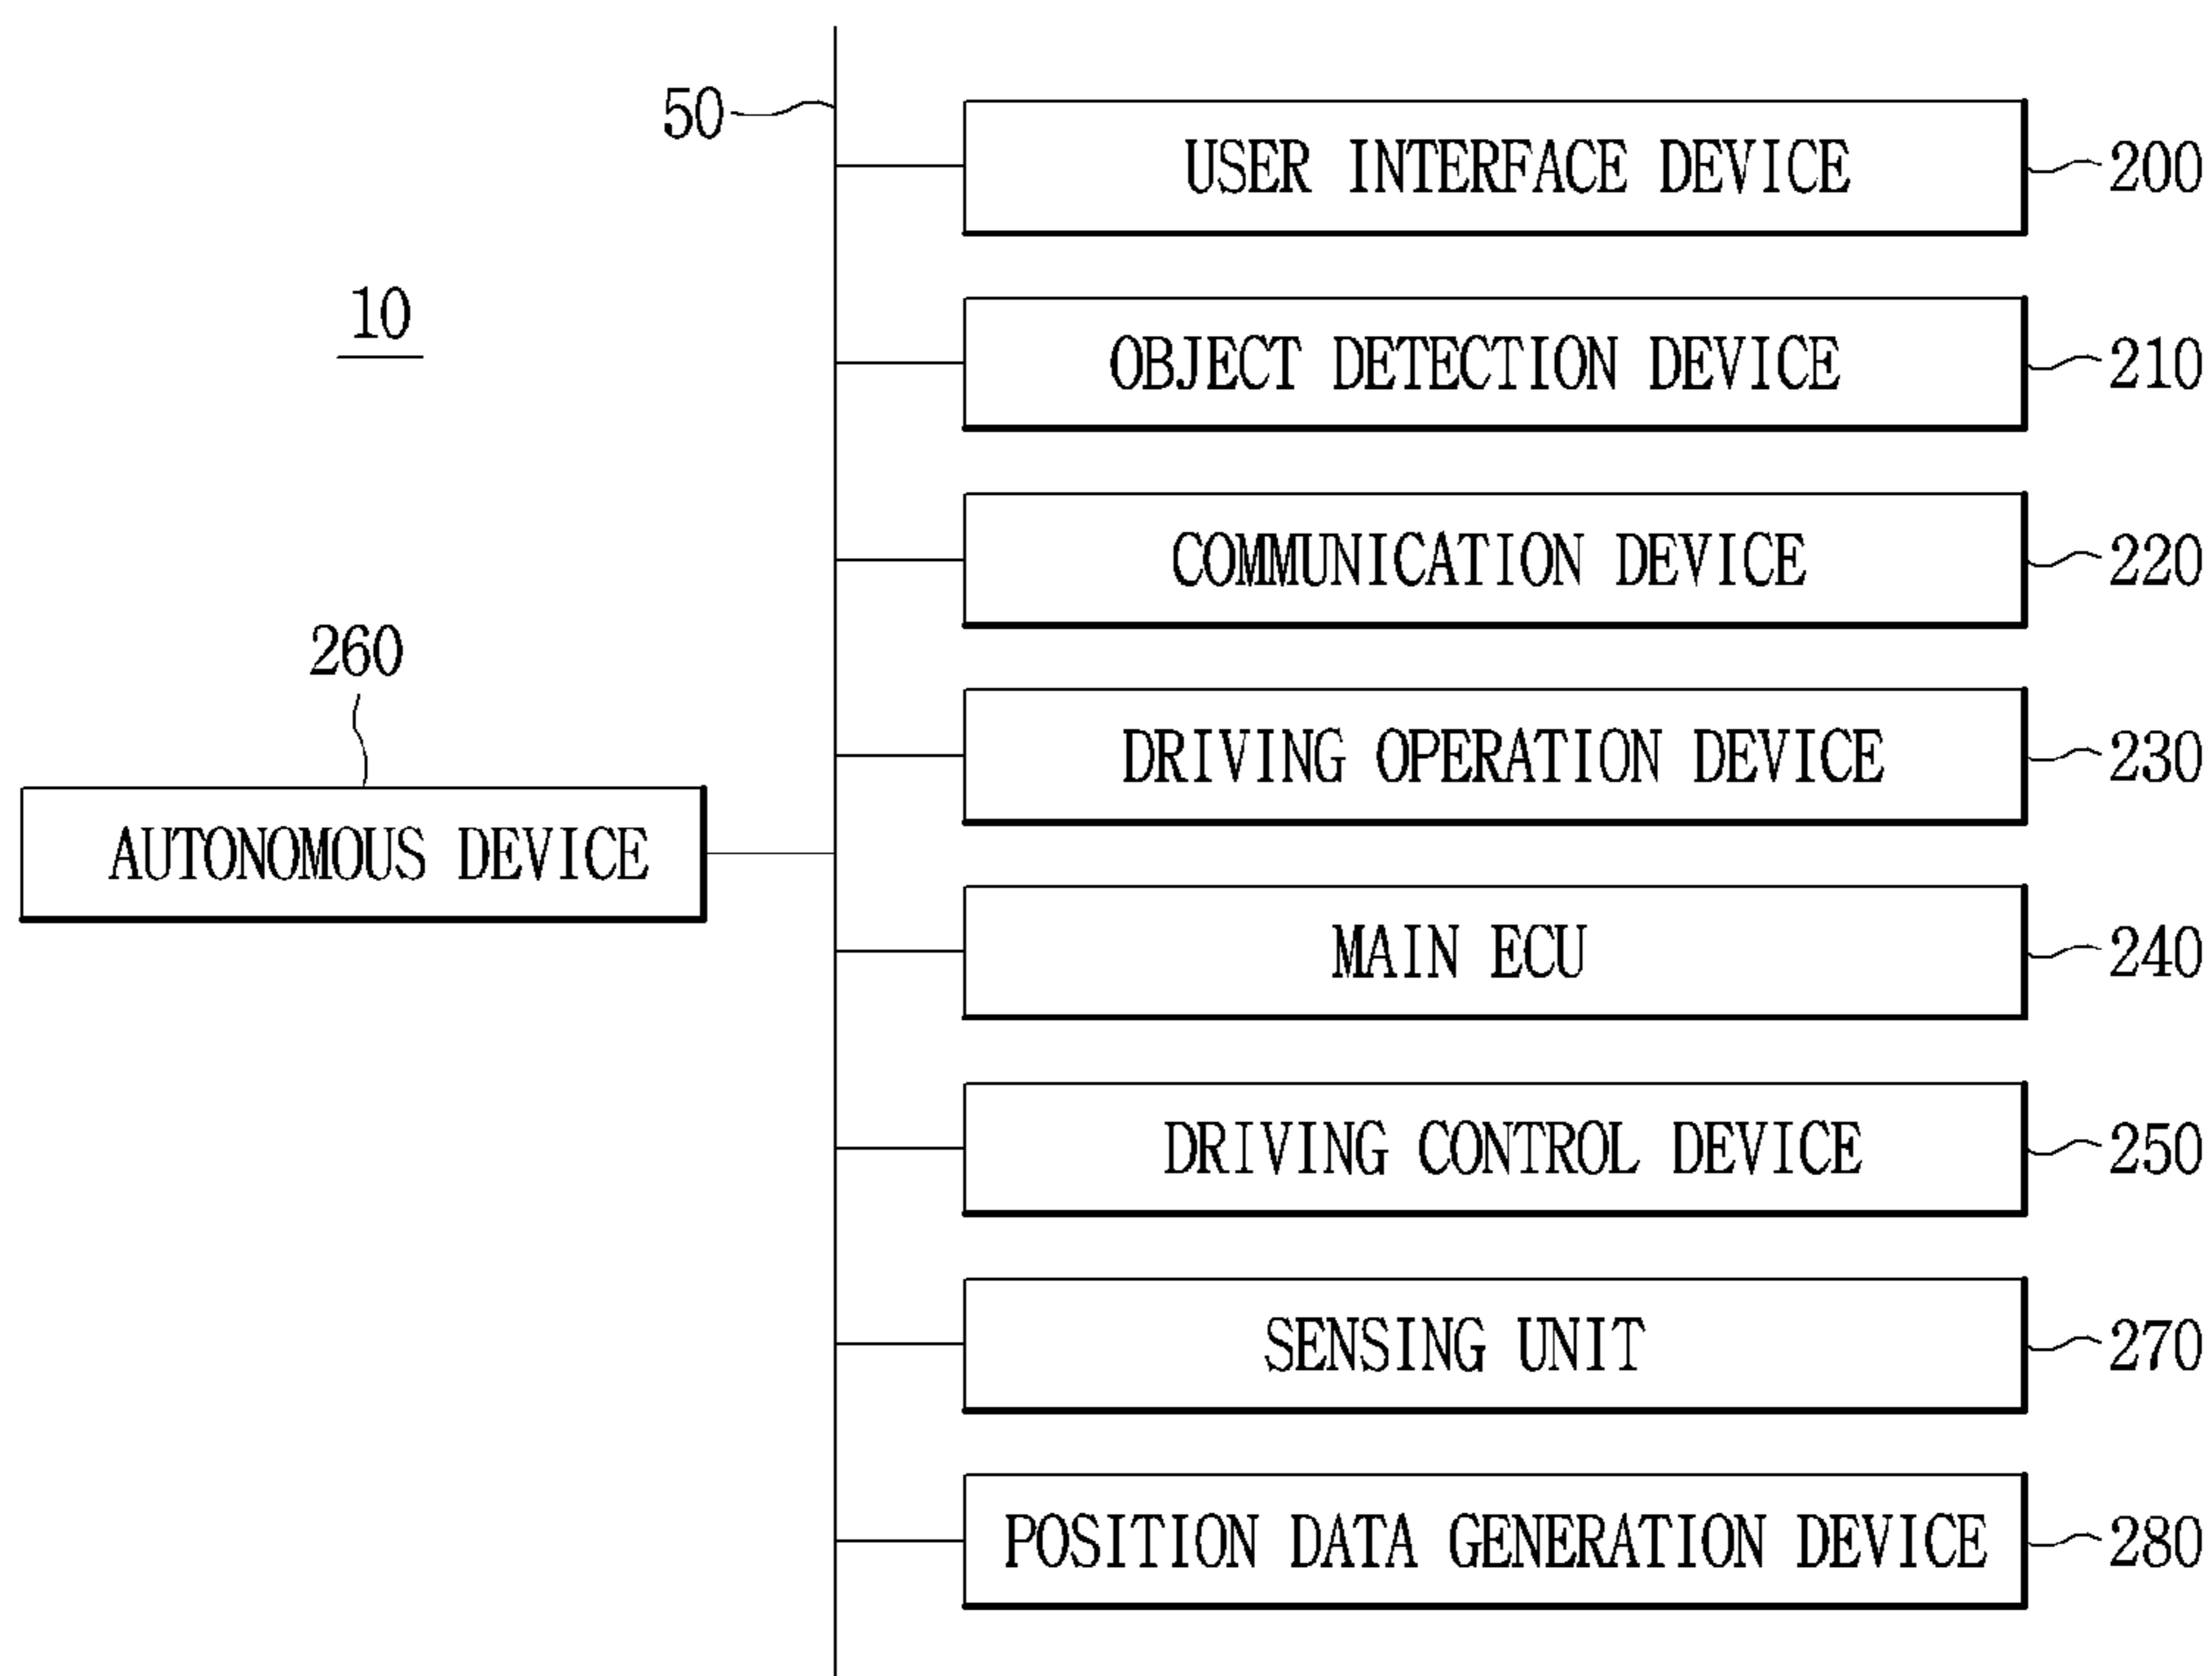 50
USER INTERFACE DEVICE 200
10
OBJECT DETECTION DEVICE 210
COMMUNICATION DEVICE 220
260
DRIVING OPERATION DEVICE 230
AUTONOMOUS DEVICE
MAIN ECU 240
DRIVING CONTROL DEVICE 250
SENSING UNIT 270
POSITION DATA GENERATION DEVICE 280